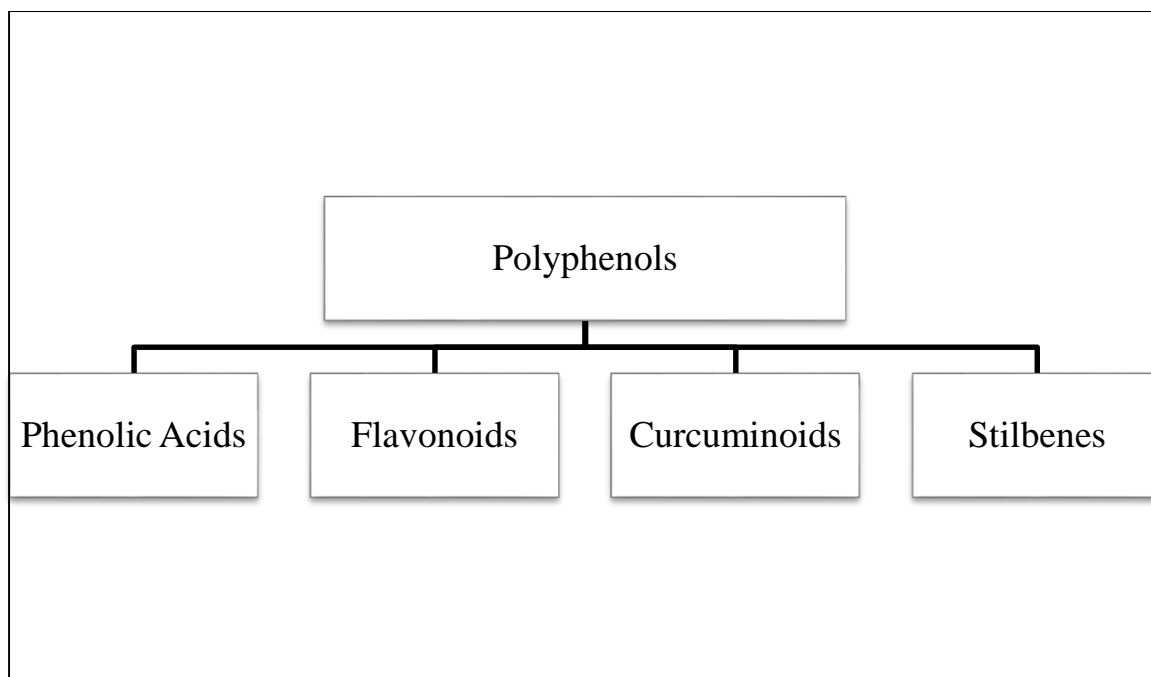 Polyphenols
Phenolic Acids
Flavonoids
Curcuminoids
Stilbenes